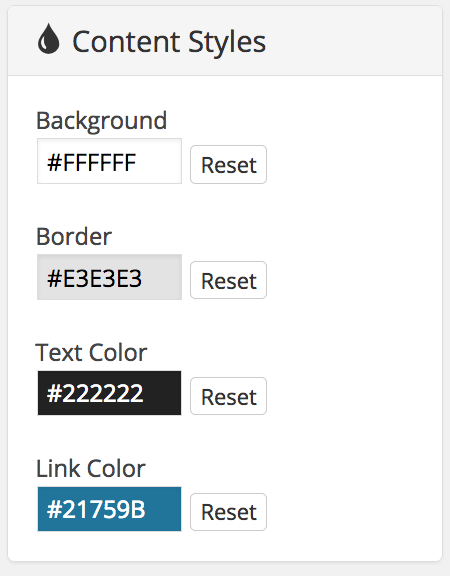 Content Styles
Background
#FFFFFF Reset
Border
#E3E3E3 Reset
Text Color
#222222 Reset
Link Color
#21759B Reset